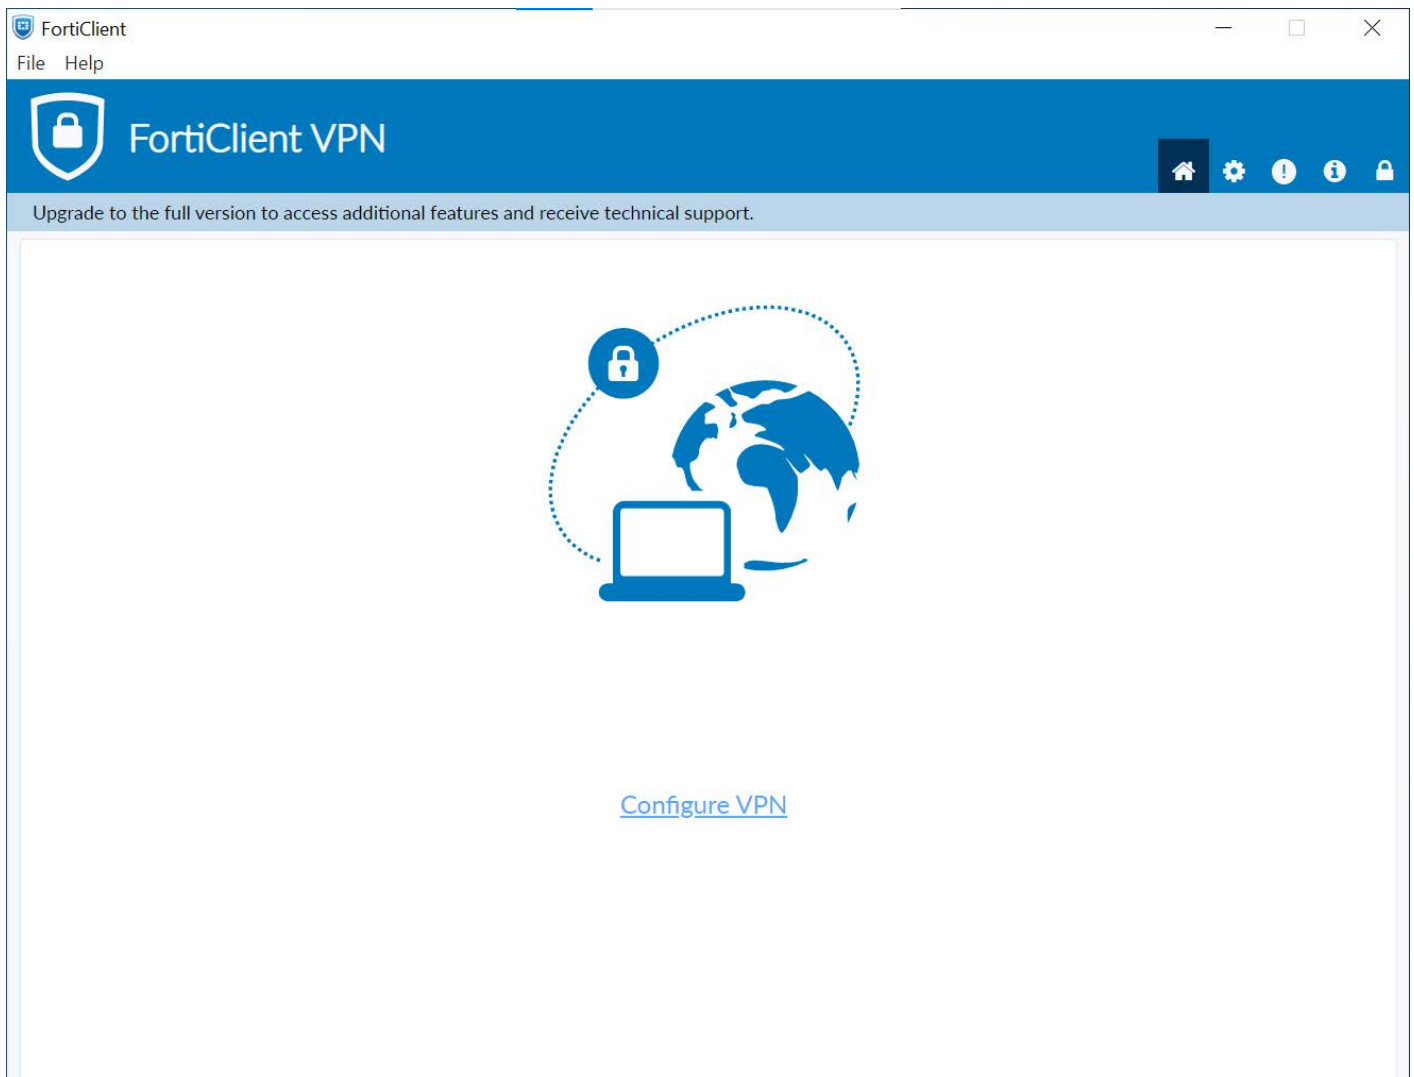 FortiClient
File Help
FortiClient VPN
Upgrade to the full version to access additional features and receive technical support.
Configure VPN